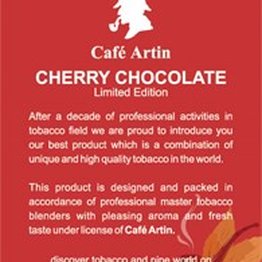 Café Artin
CHERRY CHOCOLATE
Limited Edition
After a decade of professional activities in
tobacco field we are proud to introduce you
our best product which is a combination of
unique and high quality tobacco in the world.
This product is designed and packed in
accordance of professional master tobacco
blenders with pleasing aroma and fresh
taste under license of Café Artin.
discover tobacco and pipe world on